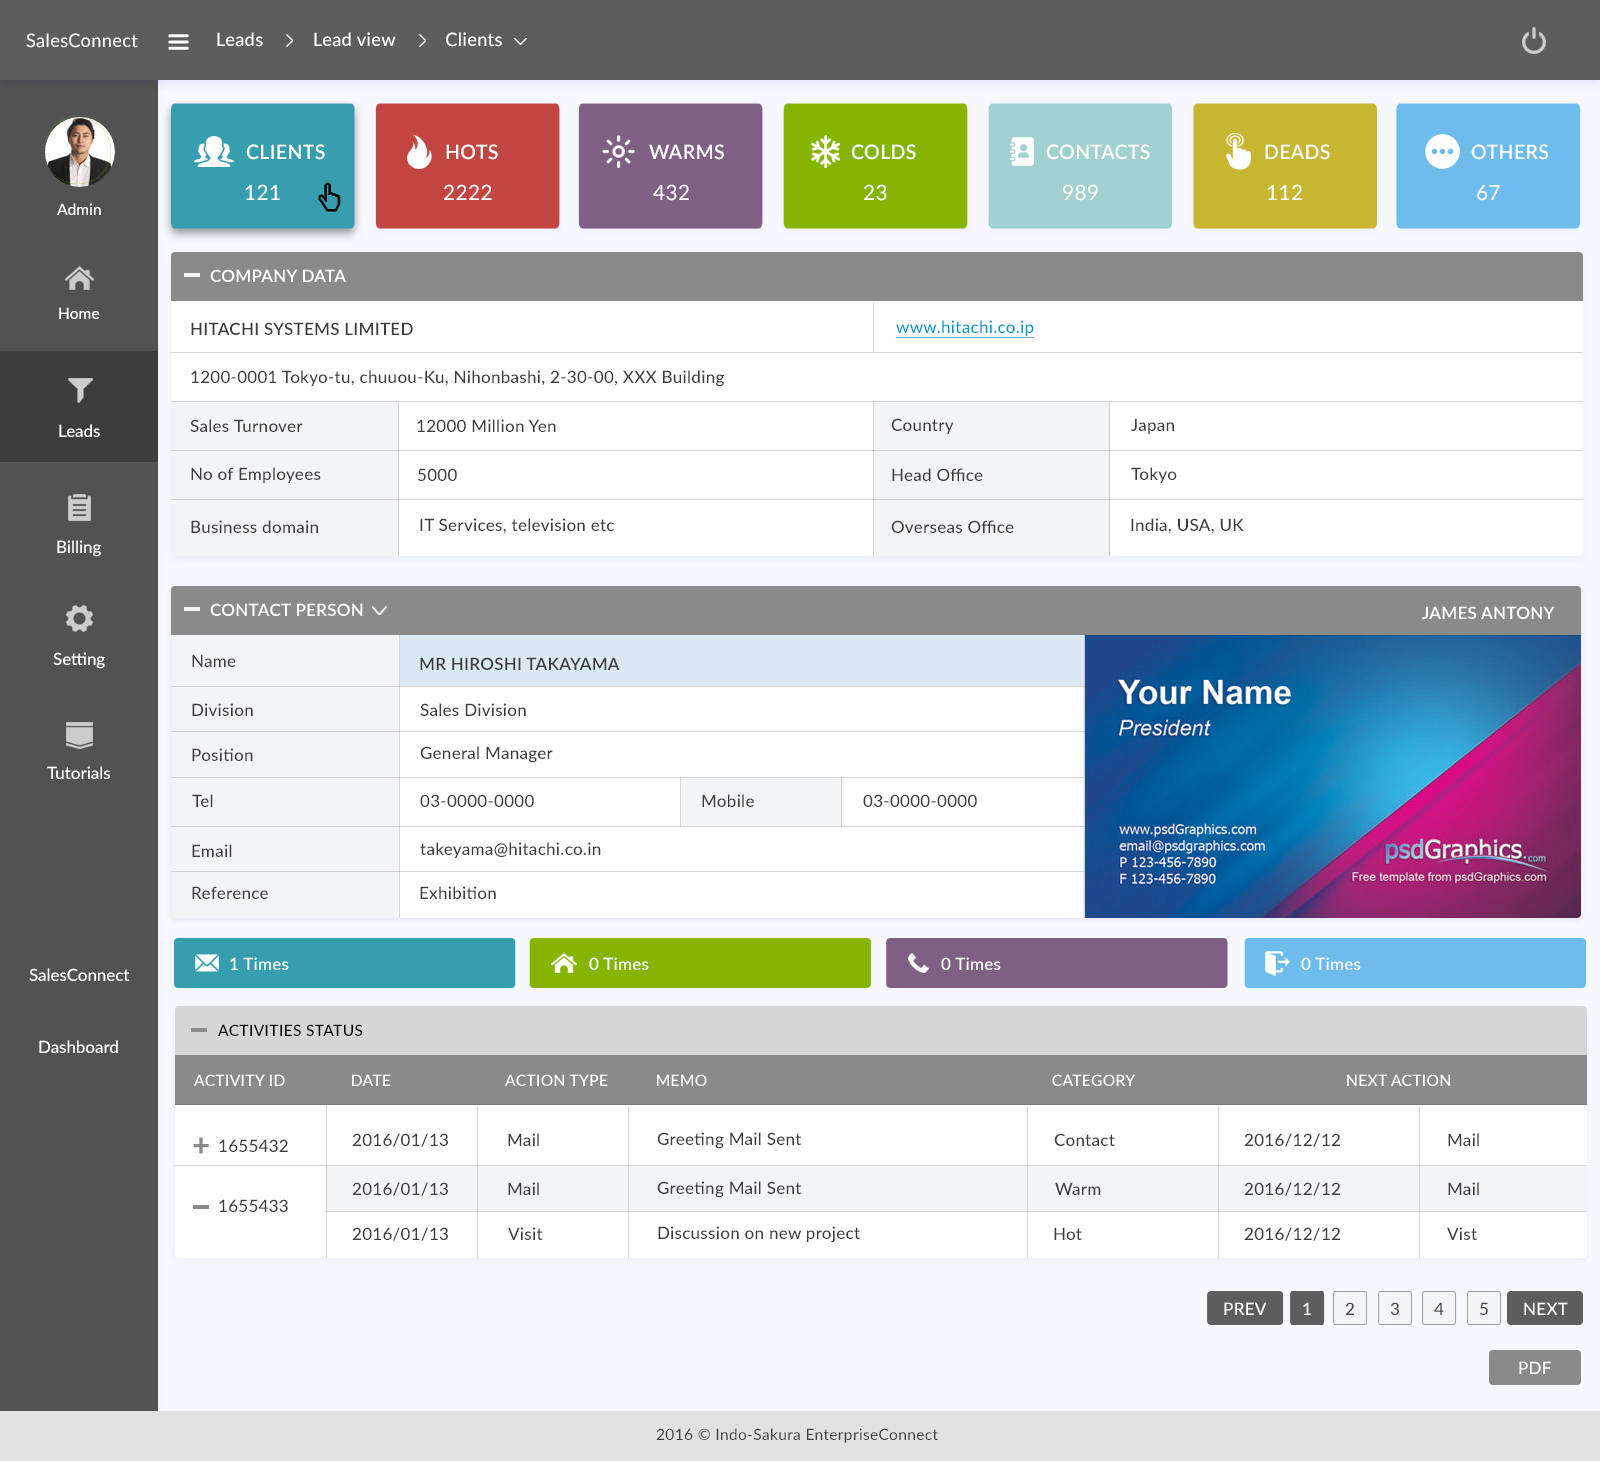 SalesConnect
Leads > Lead view > Clients
Admin
Home
Leads
Billing
Setting
Tutorials
SalesConnect
Dashboard
CLIENTS
121
HOTS
2222
WARMS
432
COLDS
23
CONTACTS
989
DEADS
112
OTHERS
67
COMPANY DATA
HITACHI SYSTEMS LIMITED www.hitachi.co.ip
1200-0001 Tokyo-tu, chuuou-Ku, Nihonbashi, 2-30-00, XXX Building
Sales Turnover 12000 Million Yen Country Japan
No of Employees 5000 Head Office Tokyo
Business domain IT Services, television etc Overseas Office India, USA, UK
CONTACT PERSON JAMES ANTONY
Name MR HIROSHI TAKAYAMA
Division Sales Division
Position General Manager
Tel 03-0000-0000 Mobile 03-0000-0000
Email takeyama@hitachi.co.in
Reference Exhibition
Your Name
President
www.psdGraphics.com
email@psdgraphics.com
P 123-456-7890
F 123-456-7890
psdGraphics.com
Free template from psdGraphics.com
1 Times 0 Times 0 Times 0 Times
ACTIVITIES STATUS
ACTIVITY ID DATE ACTION TYPE MEMO CATEGORY NEXT ACTION
1655432 2016/01/13 Mail Greeting Mail Sent Contact 2016/12/12 Mail
1655433 2016/01/13 Mail Greeting Mail Sent Warm 2016/12/12 Mail
2016/01/13 Visit Discussion on new project Hot 2016/12/12 Vist
PREV 1 2 3 4 5 NEXT
PDF
2016 © Indo-Sakura EnterpriseConnect